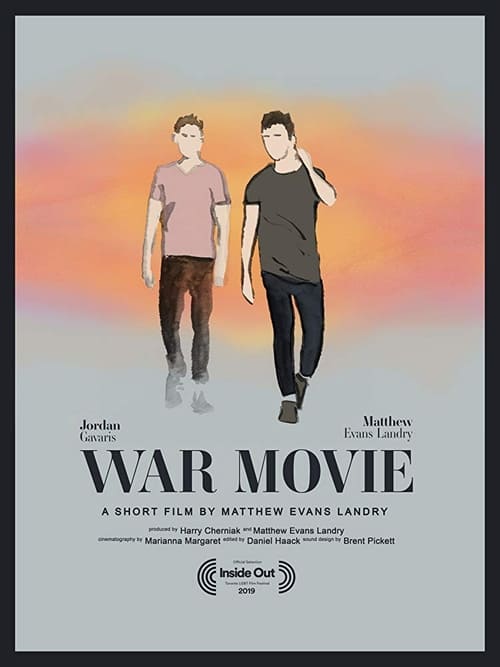 Jordan
Gavaris
Matthew
Evans Landry
WAR MOVIE
A SHORT FILM BY MATTHEW EVANS LANDRY
produced by Harry Cherniak and Matthew Evans Landry
cinematography by Marianna Margaret edited by Daniel Haack sound design by Brent Pickett
Official Selection
Inside Out
Toronto LGBT Film Festival
2019